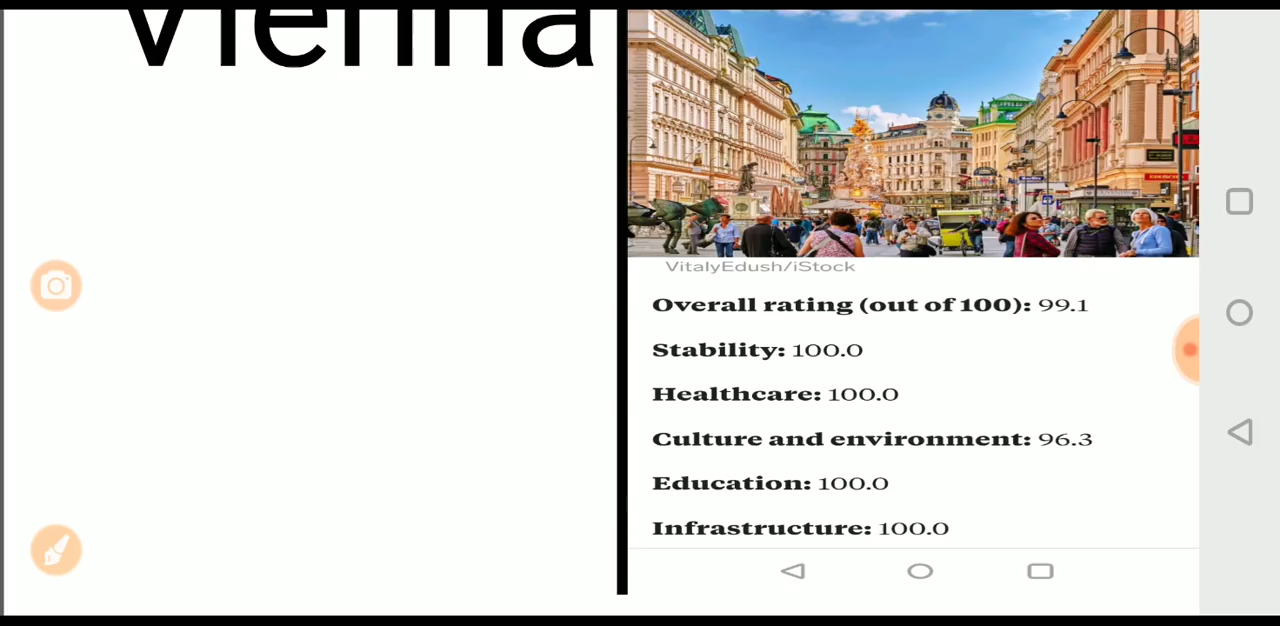 Vienna
VitalyEdush/iStock
Overall rating (out of 100): 99.1
Stability: 100.0
Healthcare: 100.0
Culture and environment: 96.3
Education: 100.0
Infrastructure: 100.0